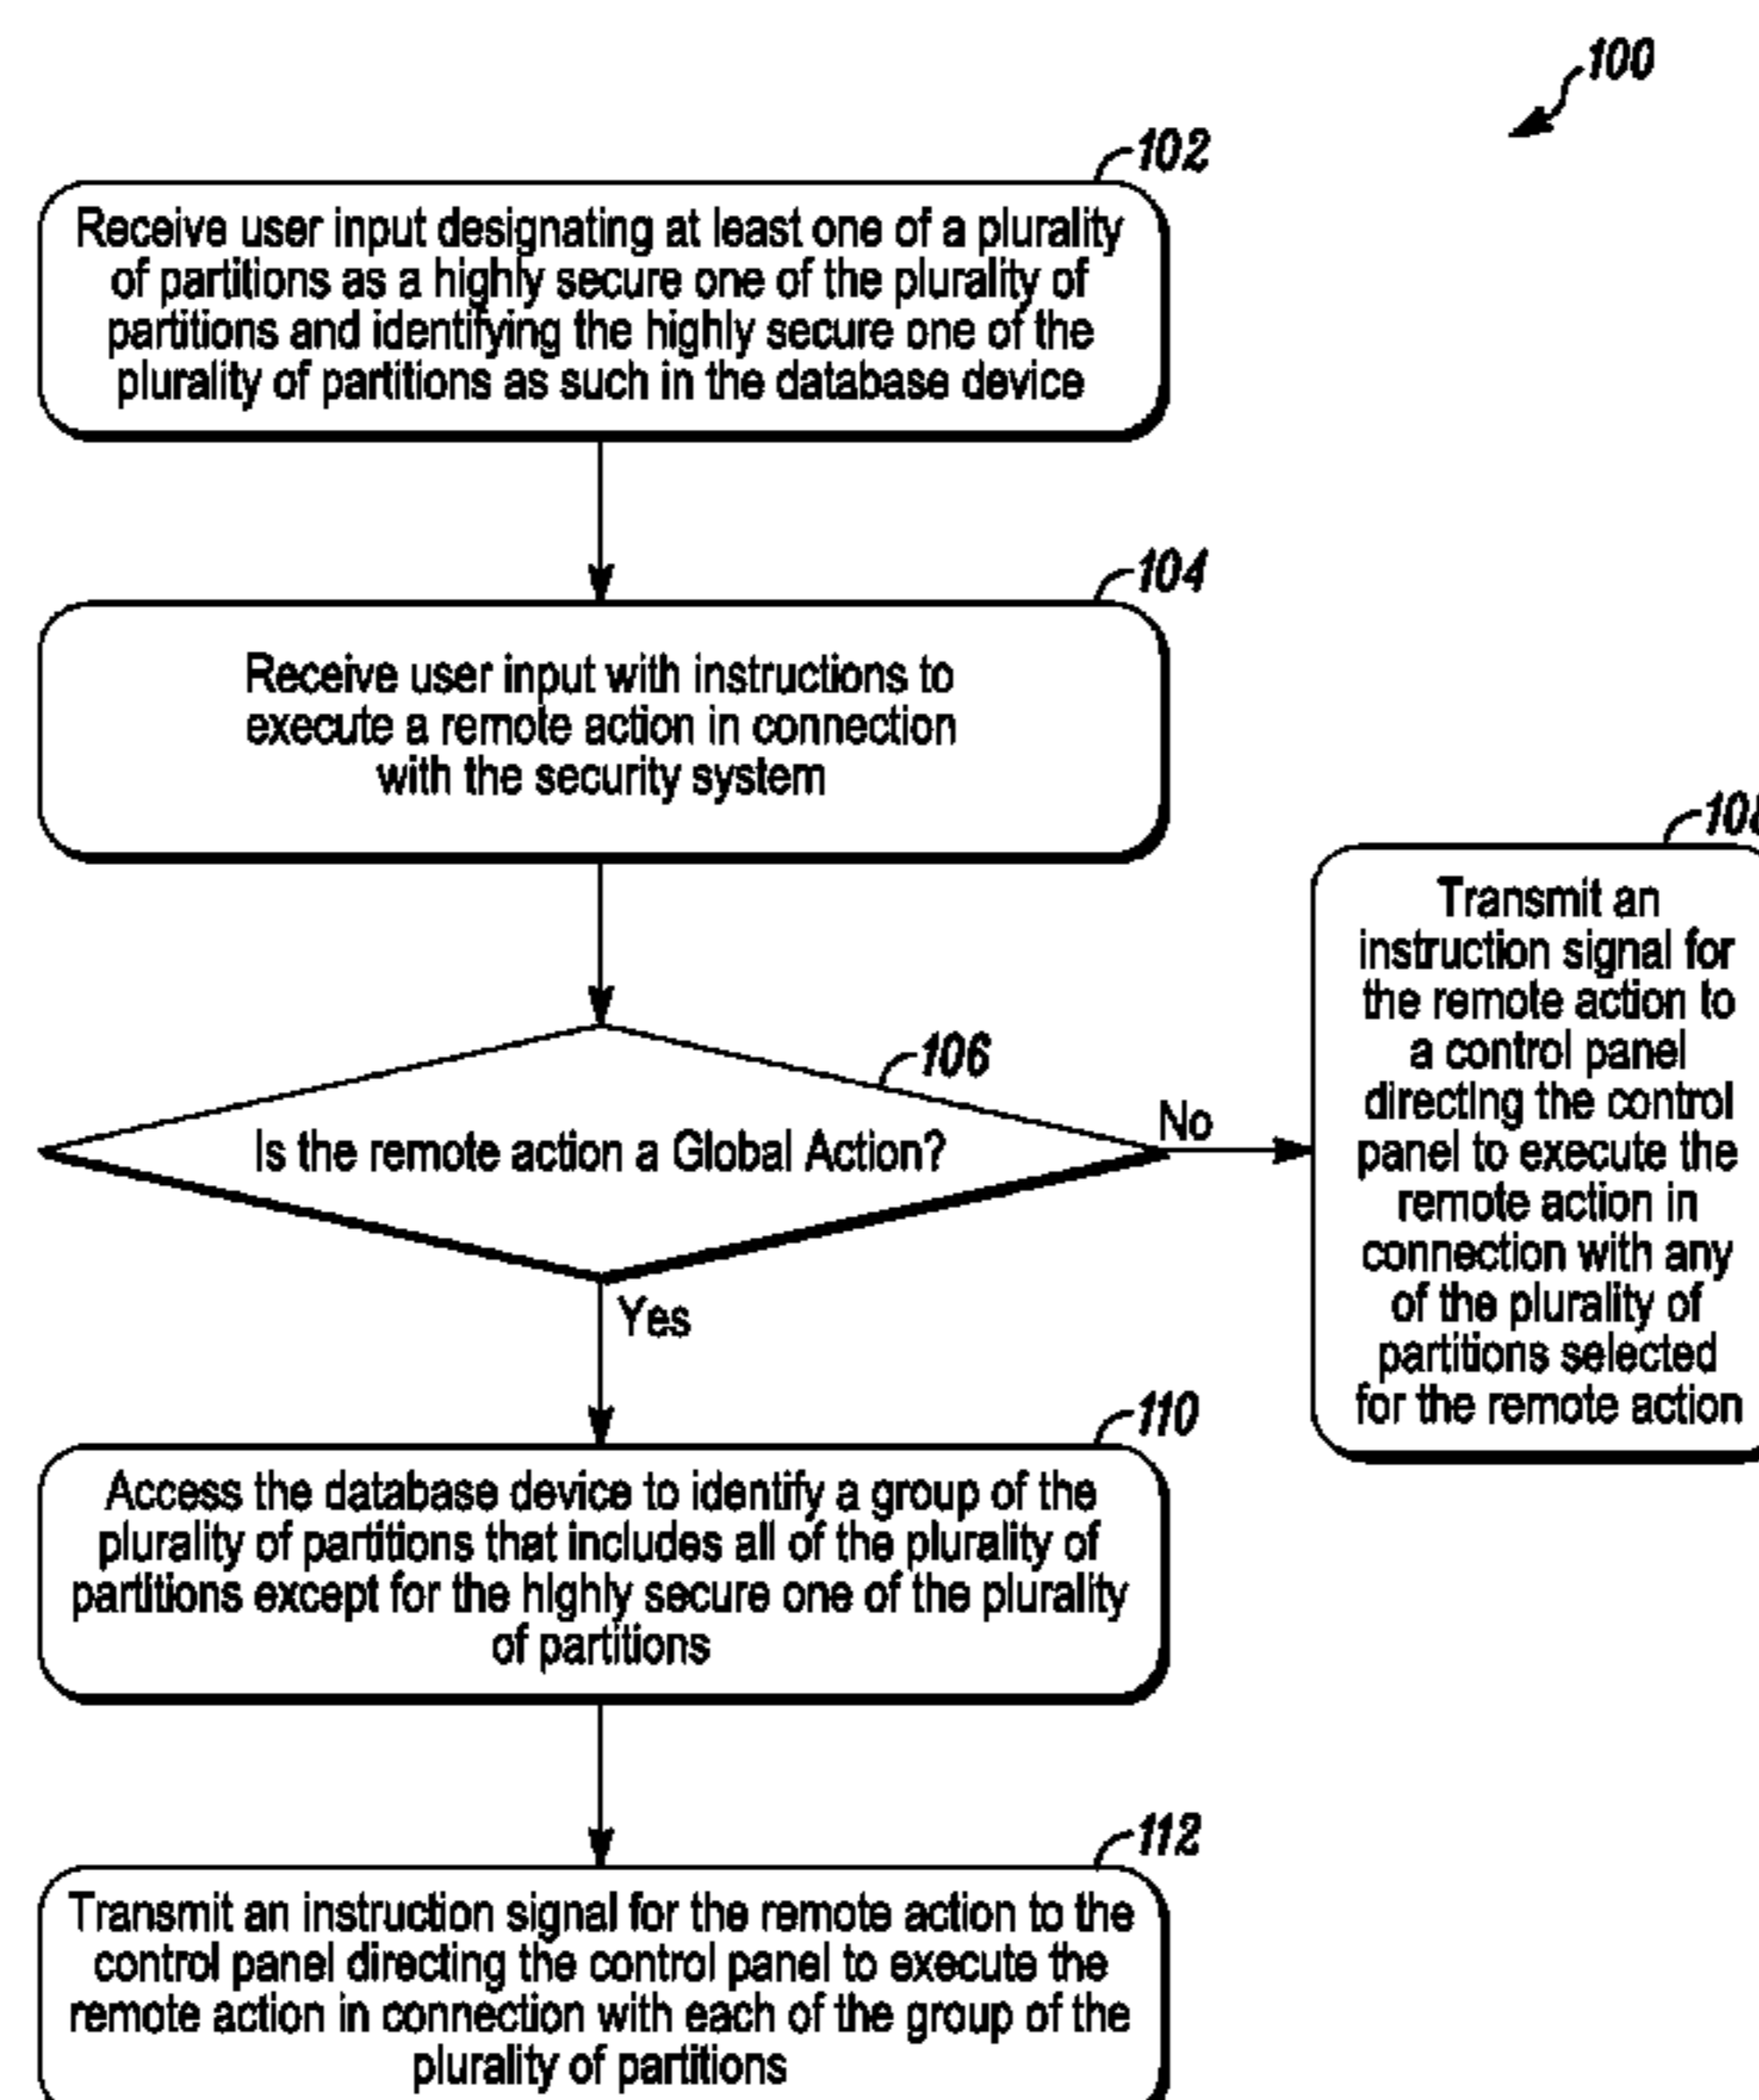 100
102
Receive user input designating at least one of a plurality
of partitions as a highly secure one of the plurality of
partitions and identifying the highly secure one of the
plurality of partitions as such in the database device
104
Receive user input with instructions to
execute a remote action in connection
with the security system
106
Is the remote action a Global Action?
No
Transmit an
instruction signal for
the remote action to
a control panel
directing the control
panel to execute the
remote action in
connection with any
of the plurality of
partitions selected
for the remote action
Yes
110
Access the database device to identify a group of the
plurality of partitions that includes all of the plurality of
partitions except for the highly secure one of the plurality
of partitions
112
Transmit an instruction signal for the remote action to the
control panel directing the control panel to execute the
remote action in connection with each of the group of the
plurality of partitions